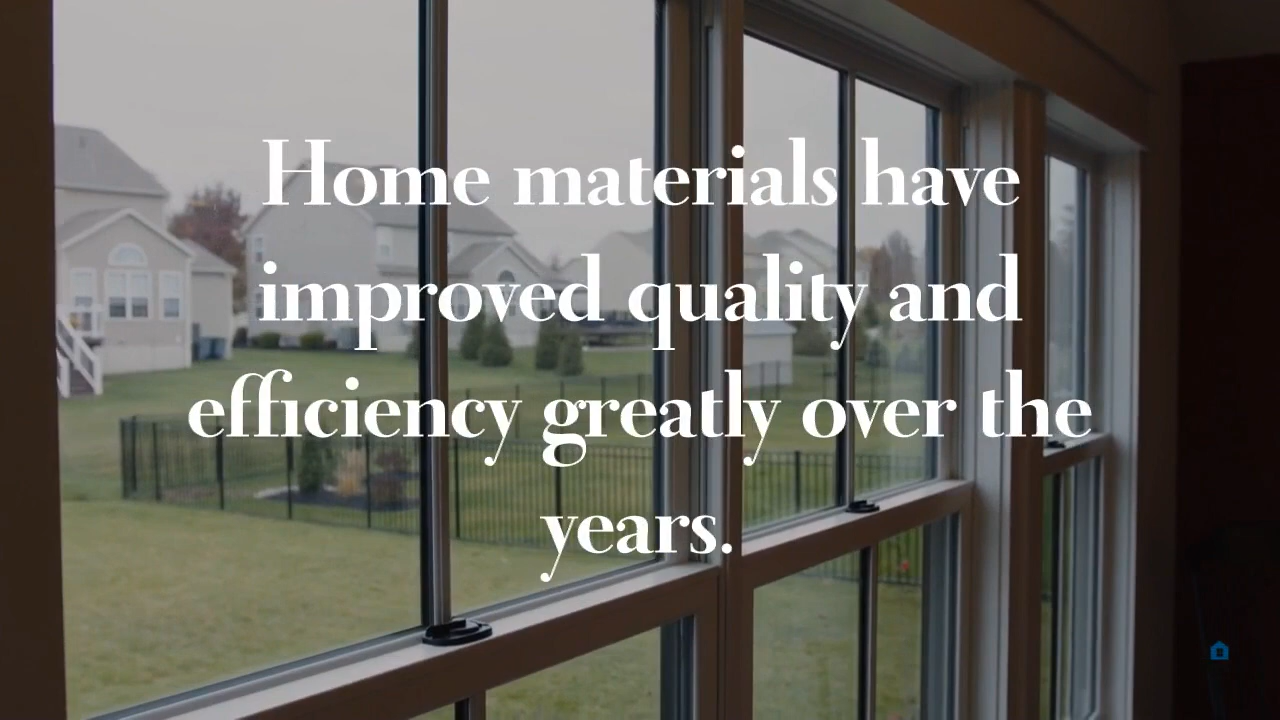 Home materials have
improved quality and
efficiency greatly over the
years.